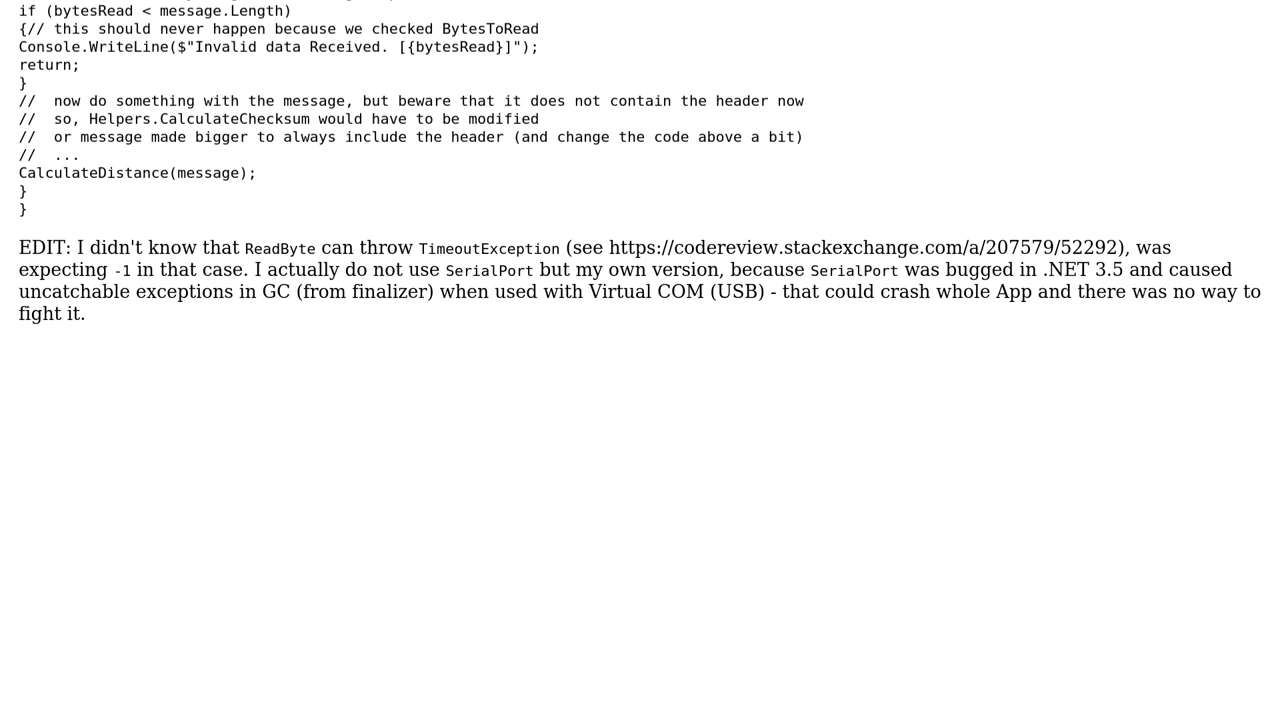 if (bytesRead < message.Length)
{// this should never happen because we checked BytesToRead
Console.WriteLine($"Invalid data Received. [{bytesRead}]");
return;
}
//  now do something with the message, but beware that it does not contain the header now
//  so, Helpers.CalculateChecksum would have to be modified
//  or message made bigger to always include the header (and change the code above a bit)
//  ...
CalculateDistance(message);
}
}
EDIT: I didn't know that ReadByte can throw TimeoutException (see https://codereview.stackexchange.com/a/207579/52292), was
expecting -1 in that case. I actually do not use SerialPort but my own version, because SerialPort was bugged in .NET 3.5 and caused
uncatchable exceptions in GC (from finalizer) when used with Virtual COM (USB) - that could crash whole App and there was no way to
fight it.